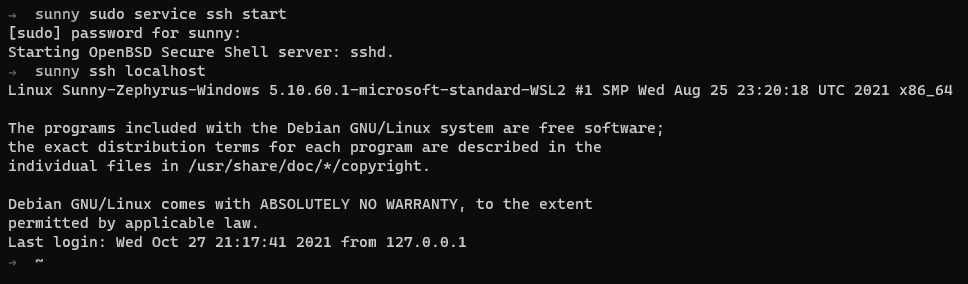 →  sunny sudo service ssh start
[sudo] password for sunny:
Starting OpenBSD Secure Shell server: sshd.
→  sunny ssh localhost
Linux Sunny-Zephyrus-Windows 5.10.60.1-microsoft-standard-WSL2 #1 SMP Wed Aug 25 23:20:18 UTC 2021 x86_64
The programs included with the Debian GNU/Linux system are free software;
the exact distribution terms for each program are described in the
individual files in /usr/share/doc/*/copyright.
Debian GNU/Linux comes with ABSOLUTELY NO WARRANTY, to the extent
permitted by applicable law.
Last login: Wed Oct 27 21:17:41 2021 from 127.0.0.1
→  ~